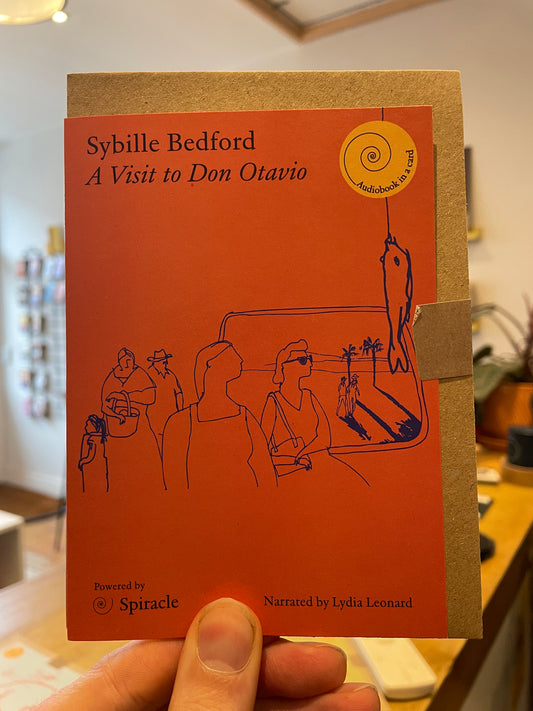 Sybille Bedford
A Visit to Don Otavio
Audiobook in a card
Powered by
Spiracle
Narrated by Lydia Leonard